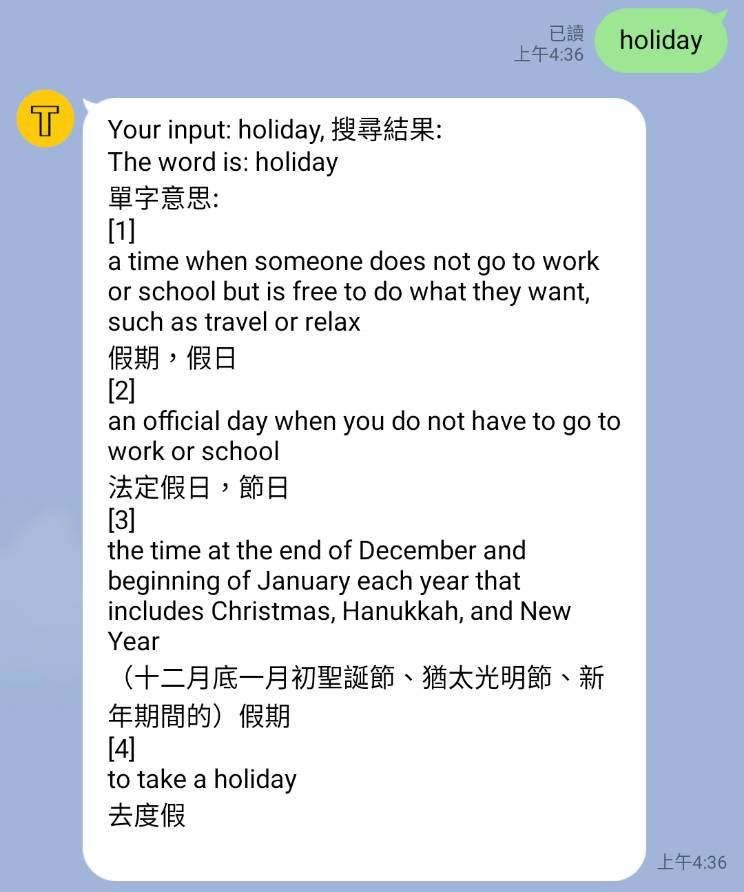 已讀
上午4:36
holiday
T
Your input: holiday, 搜尋結果:
The word is: holiday
單字意思:
[1]
a time when someone does not go to work
or school but is free to do what they want,
such as travel or relax
假期，假日
[2]
an official day when you do not have to go to
work or school
法定假日，節日
[3]
the time at the end of December and
beginning of January each year that
includes Christmas, Hanukkah, and New
Year
（十二月底一月初聖誕節、猶太光明節、新
年期間的）假期
[4]
to take a holiday
去度假
上午4:36